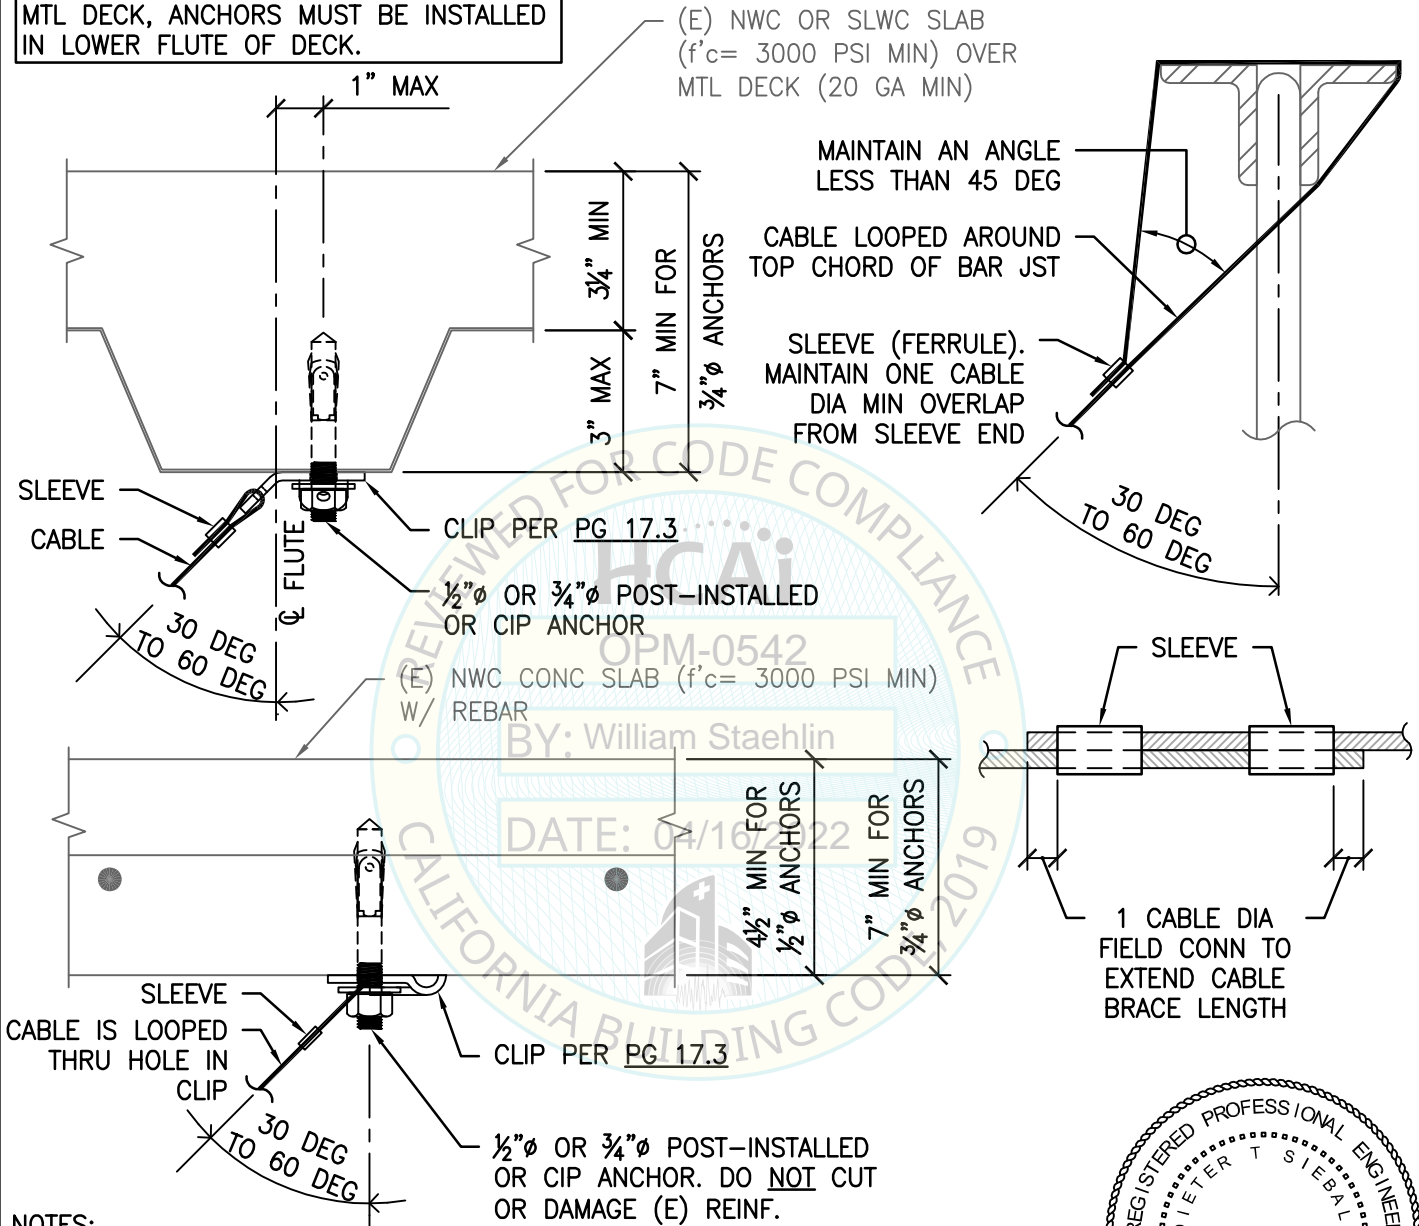 MTL DECK, ANCHORS MUST BE INSTALLED
IN LOWER FLUTE OF DECK.
1" MAX
(E) NWC OR SLWC SLAB
(f'c= 3000 PSI MIN) OVER
MTL DECK (20 GA MIN)
3¼" MIN
3" MAX
7" MIN FOR
¾"ø ANCHORS
SLEEVE
CABLE
℄ FLUTE
30 DEG
TO 60 DEG
CLIP PER PG 17.3
½"ø OR ¾"ø POST-INSTALLED
OR CIP ANCHOR
MAINTAIN AN ANGLE
LESS THAN 45 DEG
CABLE LOOPED AROUND
TOP CHORD OF BAR JST
SLEEVE (FERRULE).
MAINTAIN ONE CABLE
DIA MIN OVERLAP
FROM SLEEVE END
30 DEG
TO 60 DEG
(E) NWC CONC SLAB (f'c= 3000 PSI MIN)
W/ REBAR
4½" MIN FOR
½"ø ANCHORS
7" MIN FOR
¾"ø ANCHORS
SLEEVE
CABLE IS LOOPED
THRU HOLE IN
CLIP
30 DEG
TO 60 DEG
CLIP PER PG 17.3
½"ø OR ¾"ø POST-INSTALLED
OR CIP ANCHOR. DO NOT CUT
OR DAMAGE (E) REINF.
SLEEVE
1 CABLE DIA
FIELD CONN TO
EXTEND CABLE
BRACE LENGTH
REVIEWED FOR CODE COMPLIANCE
HCAi
OPM-0542
BY: William Staehlin
DATE: 04/16/2022
CALIFORNIA BUILDING CODE, 2019
REGISTERED PROFESSIONAL ENGINEER
DIETER T SIEBAL
NOTES: